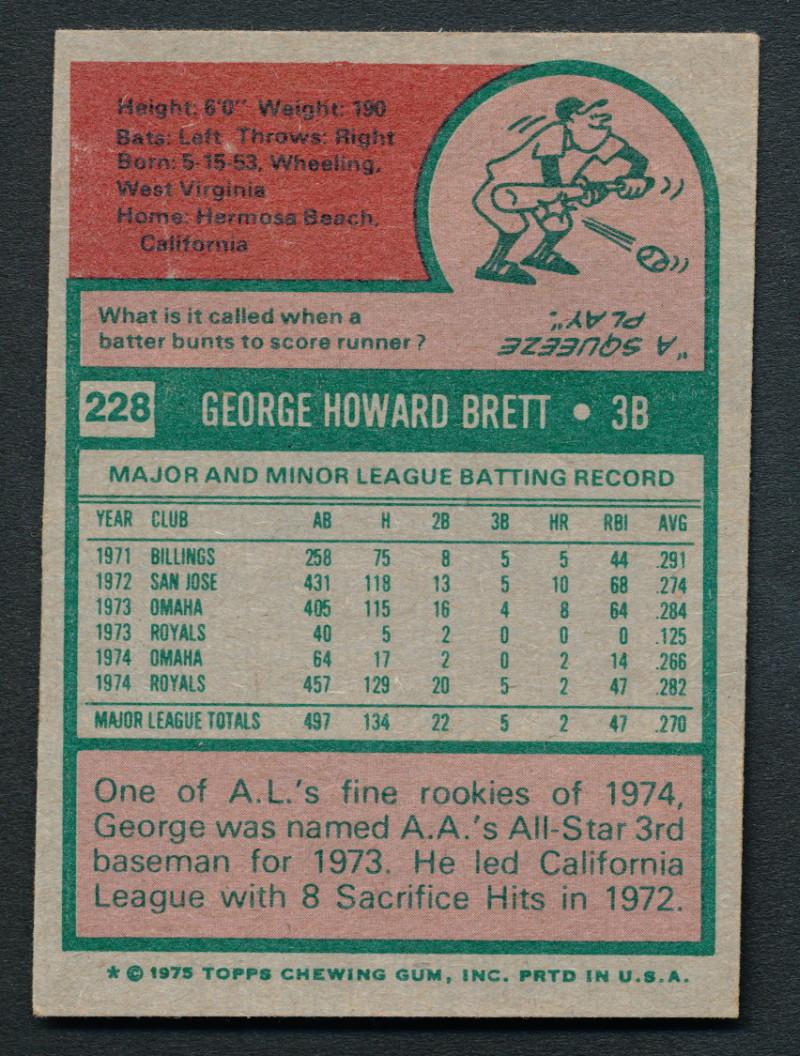 Height: 6'0" Weight: 190
Bats: Left Throws: Right
Born: 5-15-53, Wheeling,
West Virginia
Home: Hermosa Beach,
California
What is it called when a
batter bunts to score runner?
"A SQUEEZE
PLAY".
228 GEORGE HOWARD BRETT • 3B
MAJOR AND MINOR LEAGUE BATTING RECORD
YEAR CLUB AB H 2B 3B HR RBI AVG
1971 BILLINGS 258 75 8 5 5 44 .291
1972 SAN JOSE 431 118 13 5 10 68 .274
1973 OMAHA 405 115 16 4 8 64 .284
1973 ROYALS 40 5 2 0 0 0 .125
1974 OMAHA 64 17 2 0 2 14 .266
1974 ROYALS 457 129 20 5 2 47 .282
MAJOR LEAGUE TOTALS 497 134 22 5 2 47 .270
One of A.L.'s fine rookies of 1974,
George was named A.A.'s All-Star 3rd
baseman for 1973. He led California
League with 8 Sacrifice Hits in 1972.
* © 1975 TOPPS CHEWING GUM, INC. PRTD IN U.S.A.